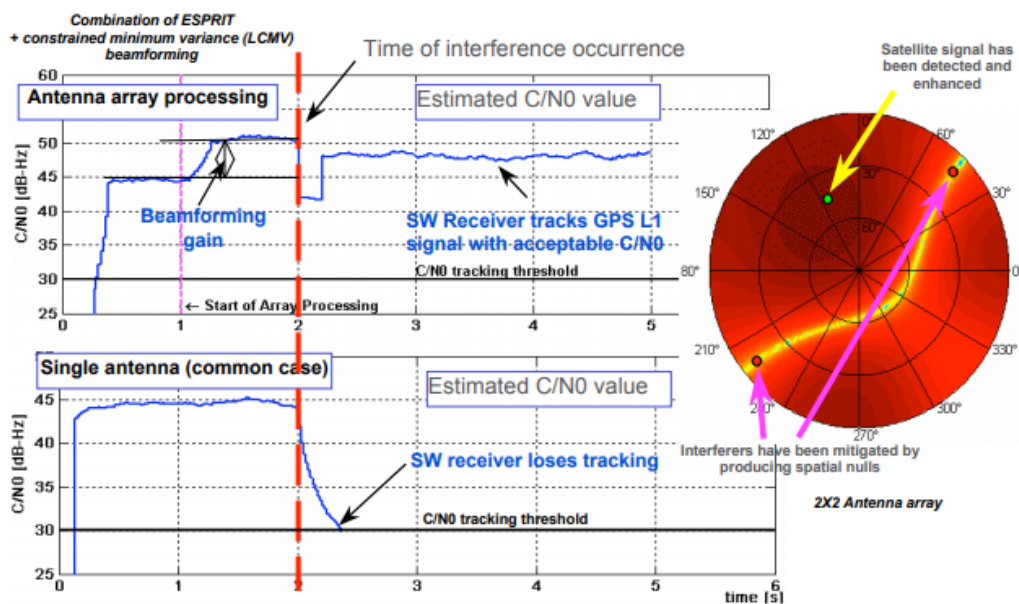 Combination of ESPRIT
+ constrained minimum variance (LCMV)
beamforming
Time of interference occurrence
Satellite signal has
been detected and
enhanced
60
55
50
45
40
35
30
25
C/N0 [dB-Hz]
Antenna array processing
Estimated C/N0 value
Beamforming
gain
SW Receiver tracks GPS L1
signal with acceptable C/N0
C/N0 tracking threshold
← Start of Array Processing
0 1 2 3 4 5
120°
60°
150°
30°
30°
60°
80°
0°
210°
330°
300°
270°
Single antenna (common case)
Estimated C/N0 value
45
40
35
30
25
C/N0 [dB-Hz]
SW receiver loses tracking
C/N0 tracking threshold
0 1 2 3 4 5 6
time [s]
Interferers have been mitigated by
producing spatial nulls
2X2 Antenna array